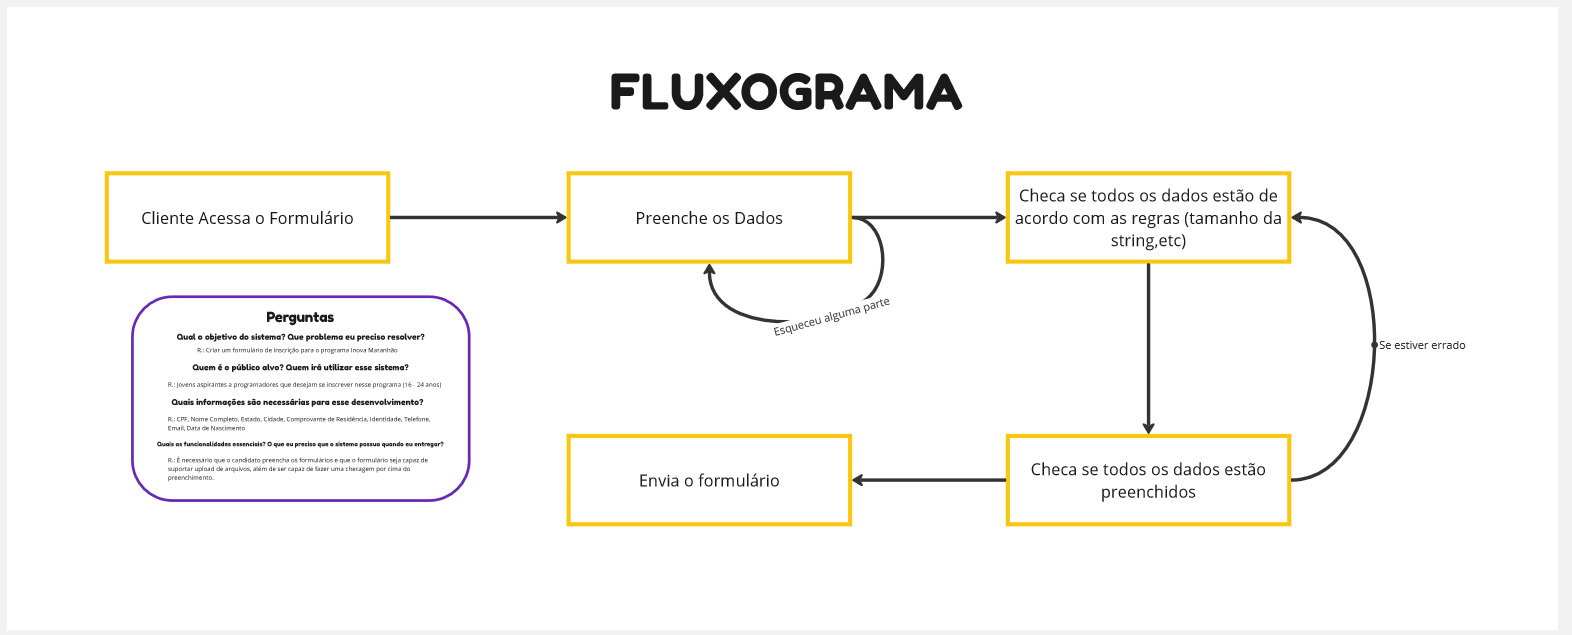 FLUXOGRAMA
Cliente Acessa o Formulário
Preenche os Dados
Checa se todos os dados estão de
acordo com as regras (tamanho da
string,etc)
Esqueceu alguma parte
Se estiver errado
Perguntas
Qual o objetivo do sistema? Que problema eu preciso resolver?
R.: Criar um formulário de inscrição para o programa Inova Maranhão
Quem é o público alvo? Quem irá utilizar esse sistema?
R.: Jovens aspirantes a programadores que desejam se inscrever nesse programa (16 - 24 anos)
Quais informações são necessárias para esse desenvolvimento?
R.: CPF, Nome Completo, Estado, Cidade, Comprovante de Residência, Identidade, Telefone,
Email, Data de Nascimento
Quais as funcionalidades essenciais? O que eu preciso que o sistema possua quando eu entregar?
R.: É necessário que o candidato preencha os formulários e que o formulário seja capaz de
suportar upload de arquivos, além de ser capaz de fazer uma checagem por cima do
preenchimento.
Envia o formulário
Checa se todos os dados estão
preenchidos